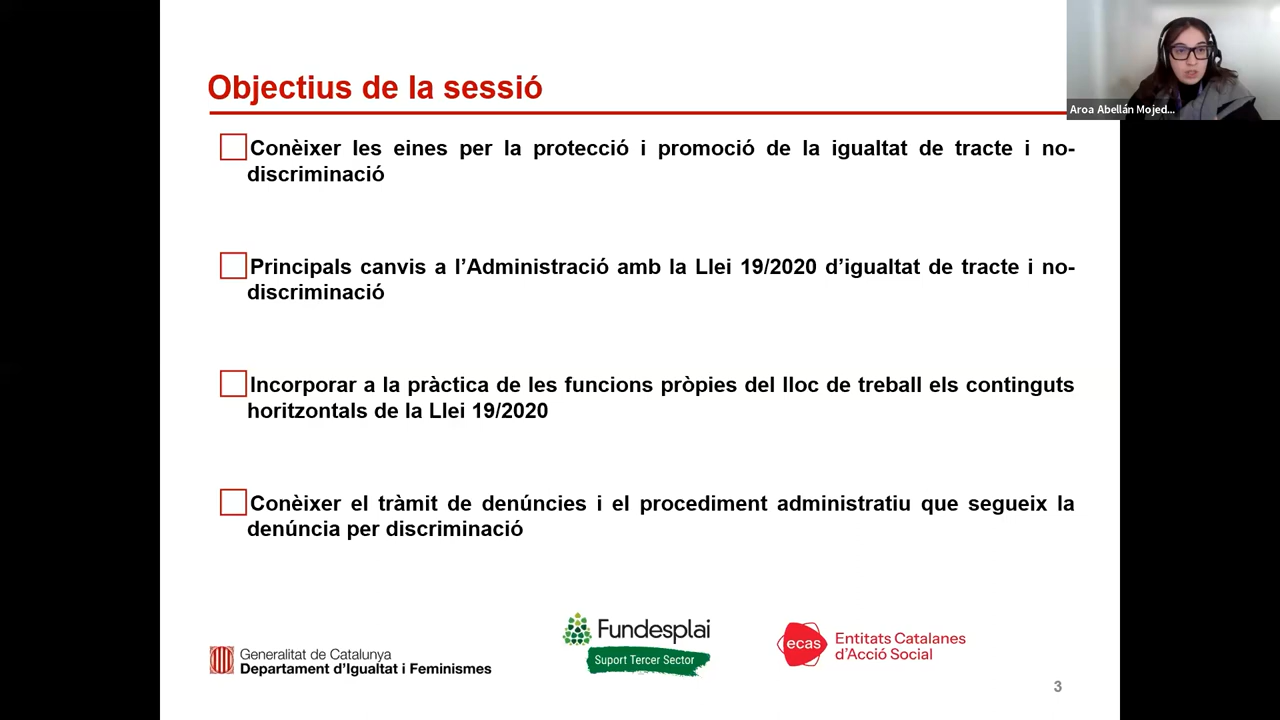 Objectius de la sessió
Aroa Abellán Mojed...
Conèixer les eines per la protecció i promoció de la igualtat de tracte i no-
discriminació
Principals canvis a l’Administració amb la Llei 19/2020 d’igualtat de tracte i no-
discriminació
Incorporar a la pràctica de les funcions pròpies del lloc de treball els continguts
horitzontals de la Llei 19/2020
Conèixer el tràmit de denúncies i el procediment administratiu que segueix la
denúncia per discriminació
Generalitat de Catalunya
Departament d’Igualtat i Feminismes
Fundesplai
Suport Tercer Sector
ecas
Entitats Catalanes
d’Acció Social
3